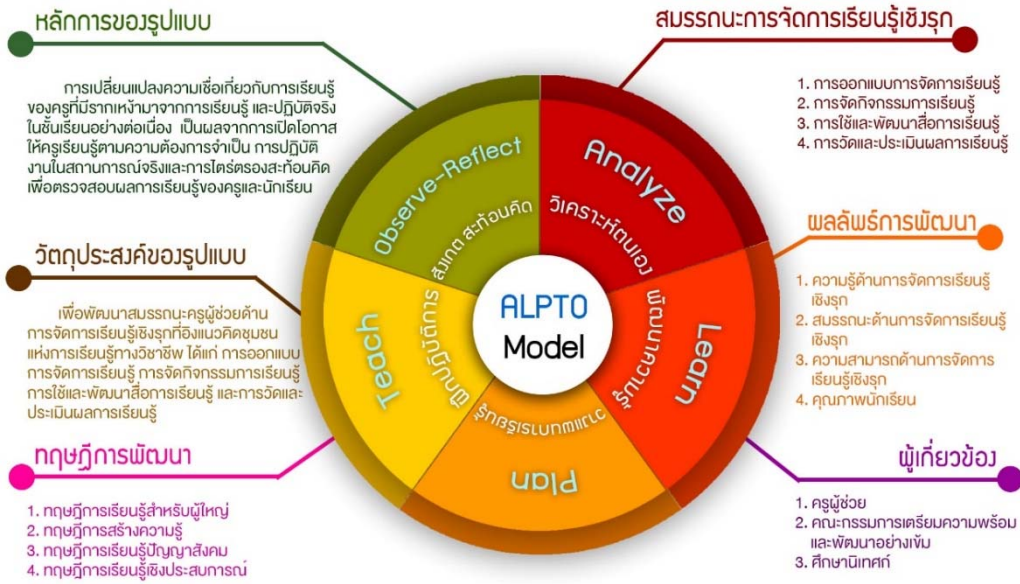 หลักการของรูปแบบ
การเปลี่ยนแปลงความเชื่อเกี่ยวกับการเรียนรู้
ของครูที่มีรากเหง้ามาจากการเรียนรู้ และปฏิบัติจริง
ในชั้นเรียนอย่างต่อเนื่อง เป็นผลจากการเปิดโอกาส
ให้ครูเรียนรู้ตามความต้องการจำเป็น การปฏิบัติ
งานในสถานการณ์จริงและการไตร่ตรองสะท้อนคิด
เพื่อตรวจสอบผลการเรียนรู้ของครูและนักเรียน
วัตถุประสงค์ของรูปแบบ
เพื่อพัฒนาสมรรถนะครูผู้ช่วยด้าน
การจัดการเรียนรู้เชิงรุกที่อิงแนวคิดชุมชน
แห่งการเรียนรู้ทางวิชาชีพ ได้แก่ การออกแบบ
การจัดการเรียนรู้ การจัดกิจกรรมการเรียนรู้
การใช้และพัฒนาสื่อการเรียนรู้ และการวัดและ
ประเมินผลการเรียนรู้
ทฤษฎีการพัฒนา
1. ทฤษฎีการเรียนรู้สำหรับผู้ใหญ่
2. ทฤษฎีการสร้างความรู้
3. ทฤษฎีการเรียนรู้ปัญญาสังคม
4. ทฤษฎีการเรียนรู้เชิงประสบการณ์
ALPTO
Model
Analyze
วิเคราะห์ตนเอง
Learn
พัฒนาความรู้
Plan
วางแผนการเรียนรู้
Teach
ฝึกปฏิบัติการ
Observe-Reflect
สังเกต สะท้อนคิด
สมรรถนะการจัดการเรียนรู้เชิงรุก
1. การออกแบบการจัดการเรียนรู้
2. การจัดกิจกรรมการเรียนรู้
3. การใช้และพัฒนาสื่อการเรียนรู้
4. การวัดและประเมินผลการเรียนรู้
ผลลัพธ์การพัฒนา
1. ความรู้ด้านการจัดการเรียนรู้
เชิงรุก
2. สมรรถนะด้านการจัดการเรียนรู้
เชิงรุก
3. ความสามารถด้านการจัดการ
เรียนรู้เชิงรุก
4. คุณภาพนักเรียน
ผู้เกี่ยวข้อง
1. ครูผู้ช่วย
2. คณะกรรมการเตรียมความพร้อม
และพัฒนาอย่างเข้ม
3. ศึกษานิเทศก์